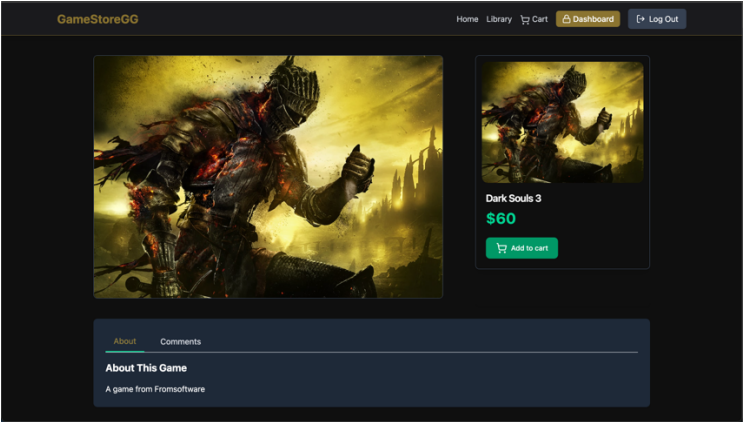 GameStoreGG
Home Library Cart Dashboard Log Out
Dark Souls 3
$60
Add to cart
About Comments
About This Game
A game from Fromsoftware